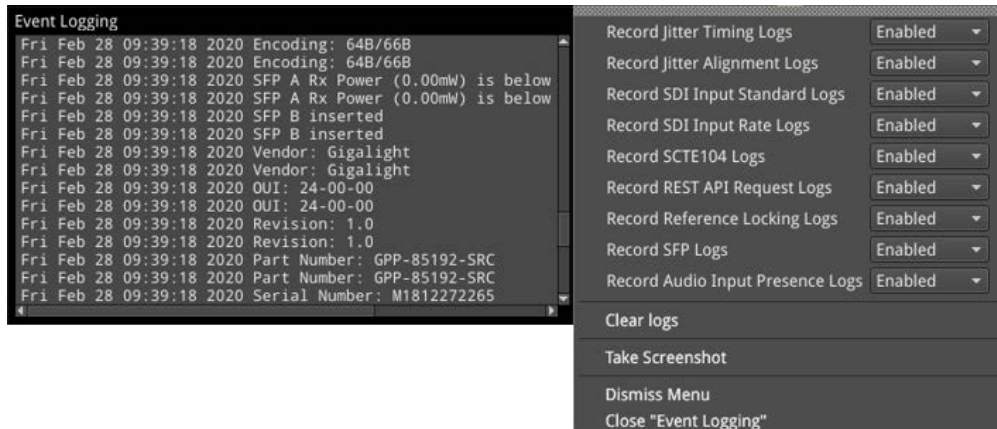 Event Logging
Fri Feb 28 09:39:18 2020 Encoding: 64B/66B
Fri Feb 28 09:39:18 2020 Encoding: 64B/66B
Fri Feb 28 09:39:18 2020 SFP A Rx Power (0.00mW) is below
Fri Feb 28 09:39:18 2020 SFP A Rx Power (0.00mW) is below
Fri Feb 28 09:39:18 2020 SFP B inserted
Fri Feb 28 09:39:18 2020 SFP B inserted
Fri Feb 28 09:39:18 2020 Vendor: Gigalight
Fri Feb 28 09:39:18 2020 Vendor: Gigalight
Fri Feb 28 09:39:18 2020 OUI: 24-00-00
Fri Feb 28 09:39:18 2020 OUI: 24-00-00
Fri Feb 28 09:39:18 2020 Revision: 1.0
Fri Feb 28 09:39:18 2020 Revision: 1.0
Fri Feb 28 09:39:18 2020 Part Number: GPP-85192-SRC
Fri Feb 28 09:39:18 2020 Part Number: GPP-85192-SRC
Fri Feb 28 09:39:18 2020 Serial Number: M1812272265
Record Jitter Timing Logs Enabled
Record Jitter Alignment Logs Enabled
Record SDI Input Standard Logs Enabled
Record SDI Input Rate Logs Enabled
Record SCTE104 Logs Enabled
Record REST API Request Logs Enabled
Record Reference Locking Logs Enabled
Record SFP Logs Enabled
Record Audio Input Presence Logs Enabled
Clear logs
Take Screenshot
Dismiss Menu
Close "Event Logging"